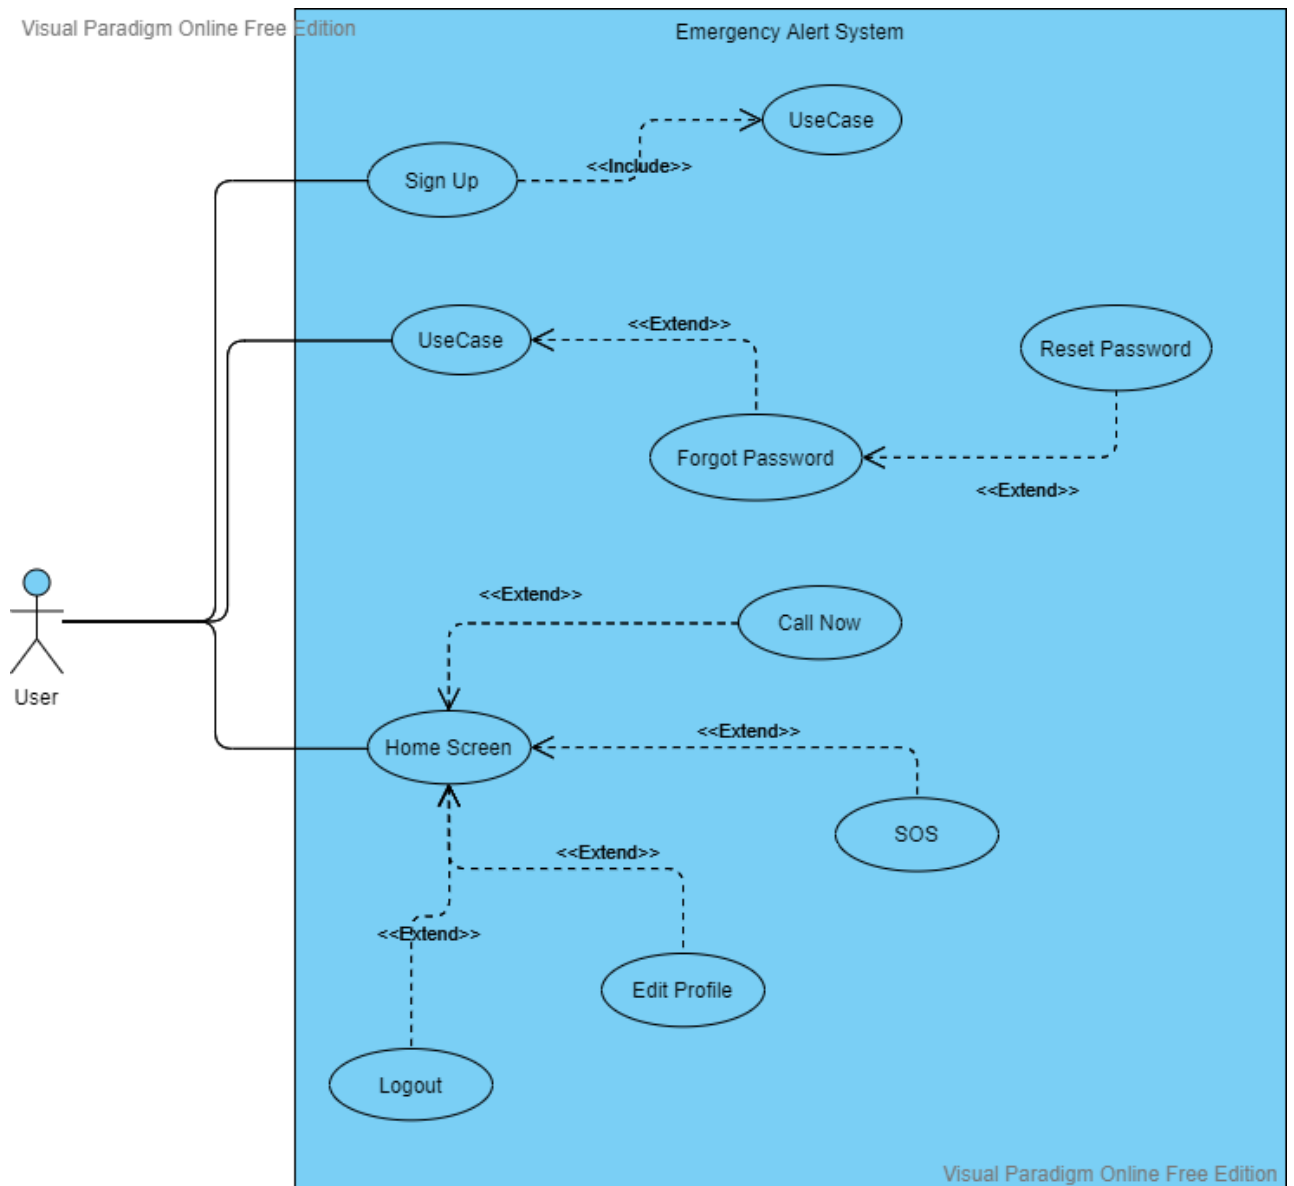 Visual Paradigm Online Free Edition
Emergency Alert System
UseCase
<<Include>>
Sign Up
<<Extend>>
UseCase
Reset Password
Forgot Password
<<Extend>>
<<Extend>>
Call Now
User
<<Extend>>
Home Screen
SOS
<<Extend>>
<<Extend>>
Edit Profile
Logout
Visual Paradigm Online Free Edition